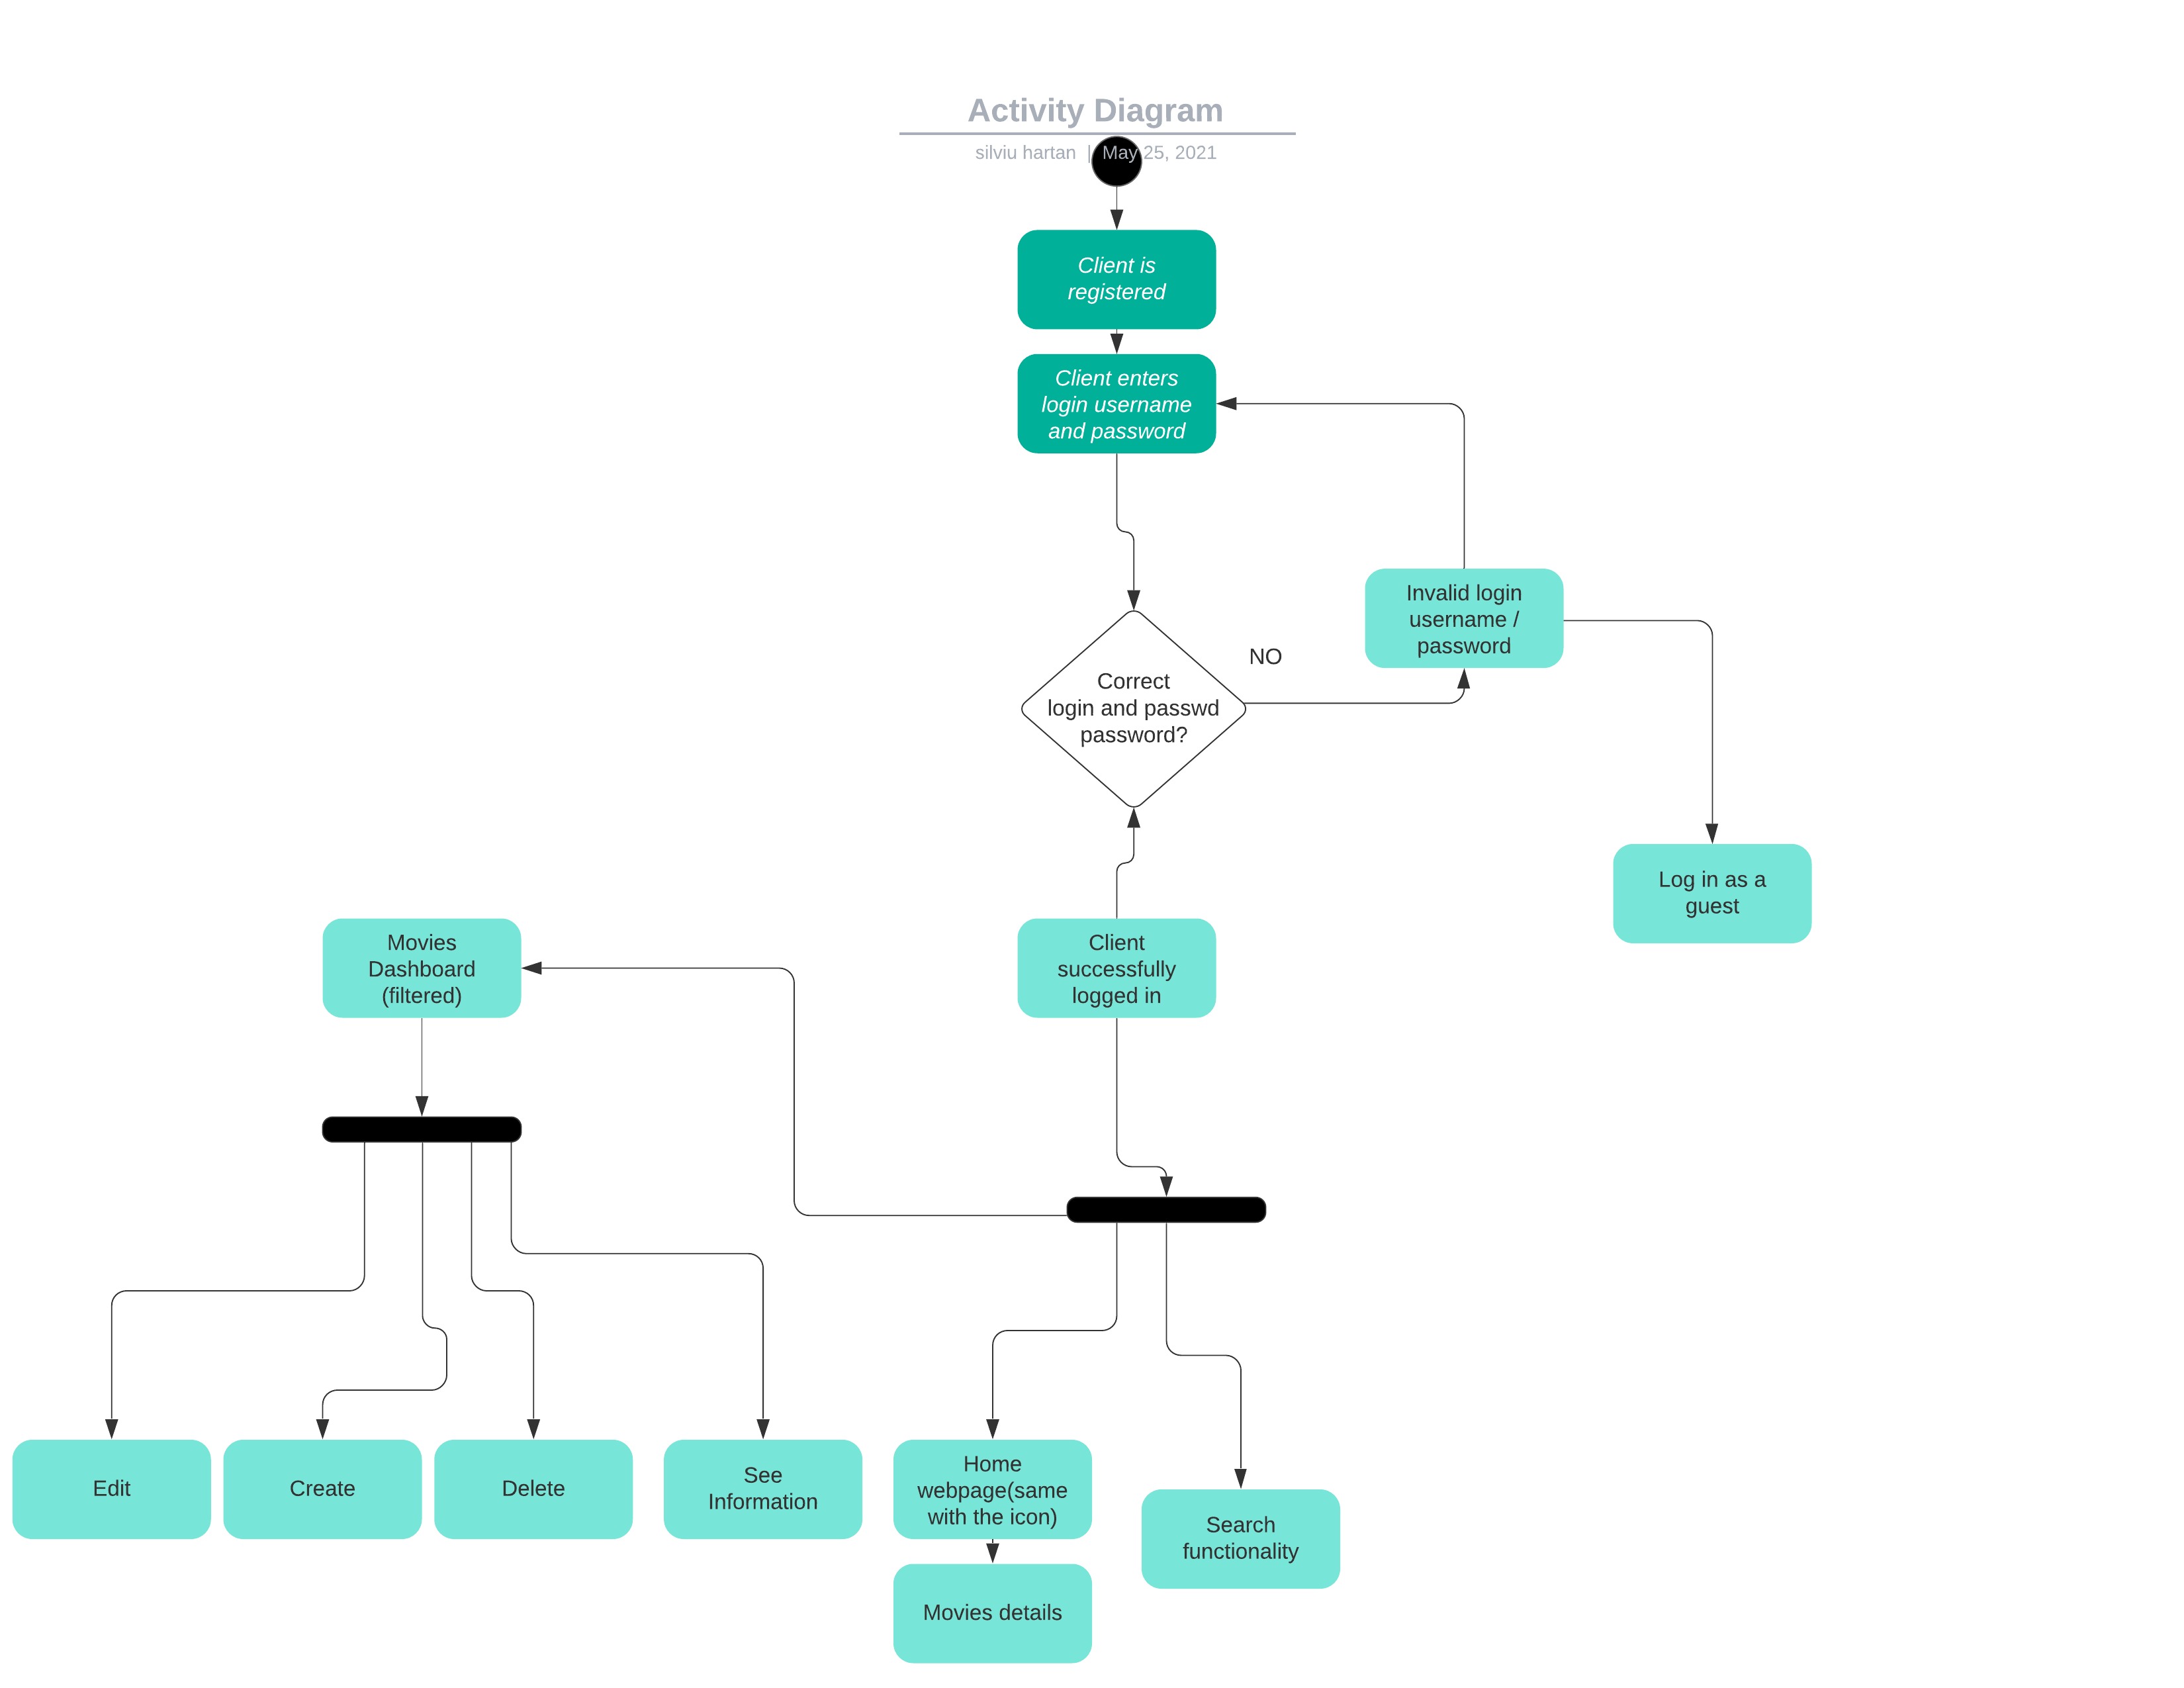 Activity Diagram
silviu hartan | May 25, 2021
Client is
registered
Client enters
login username
and password
Invalid login
username /
password
NO
Correct
login and passwd
password?
Log in as a
guest
Movies
Dashboard
(filtered)
Client
successfully
logged in
Edit
Create
Delete
See
Information
Home
webpage(same
with the icon)
Search
functionality
Movies details